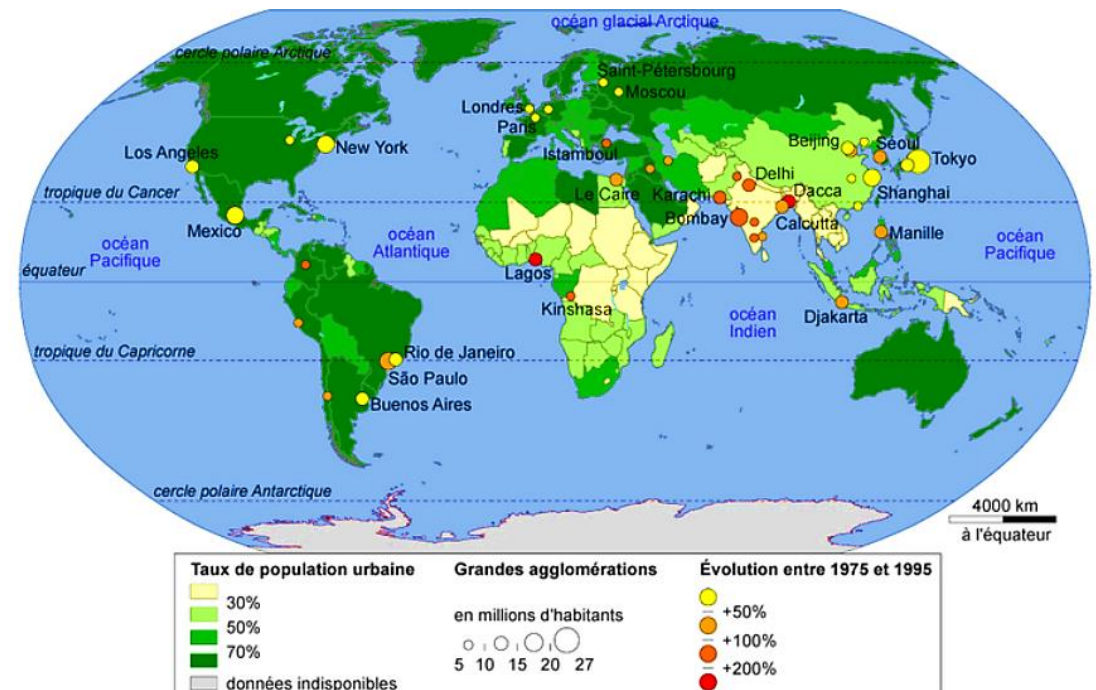 océan glacial Arctique
cercle polaire Arctique
Saint-Pétersbourg
Moscou
Londres
Paris
Los Angeles
New York
Istamboul
Beijing
Séoul
Tokyo
tropique du Cancer
Le Caire
Karachi
Delhi
Dacca
Shanghai
Mexico
Bombay
Calcutta
océan
Pacifique
océan
Atlantique
Manille
océan
Pacifique
équateur
Lagos
Kinshasa
océan
Indien
Djakarta
tropique du Capricorne
Rio de Janeiro
São Paulo
Buenos Aires
cercle polaire Antarctique
4000 km
à l'équateur
Taux de population urbaine
30%
50%
70%
données indisponibles
Grandes agglomérations
en millions d'habitants
5 10 15 20 27
Évolution entre 1975 et 1995
+50%
+100%
+200%